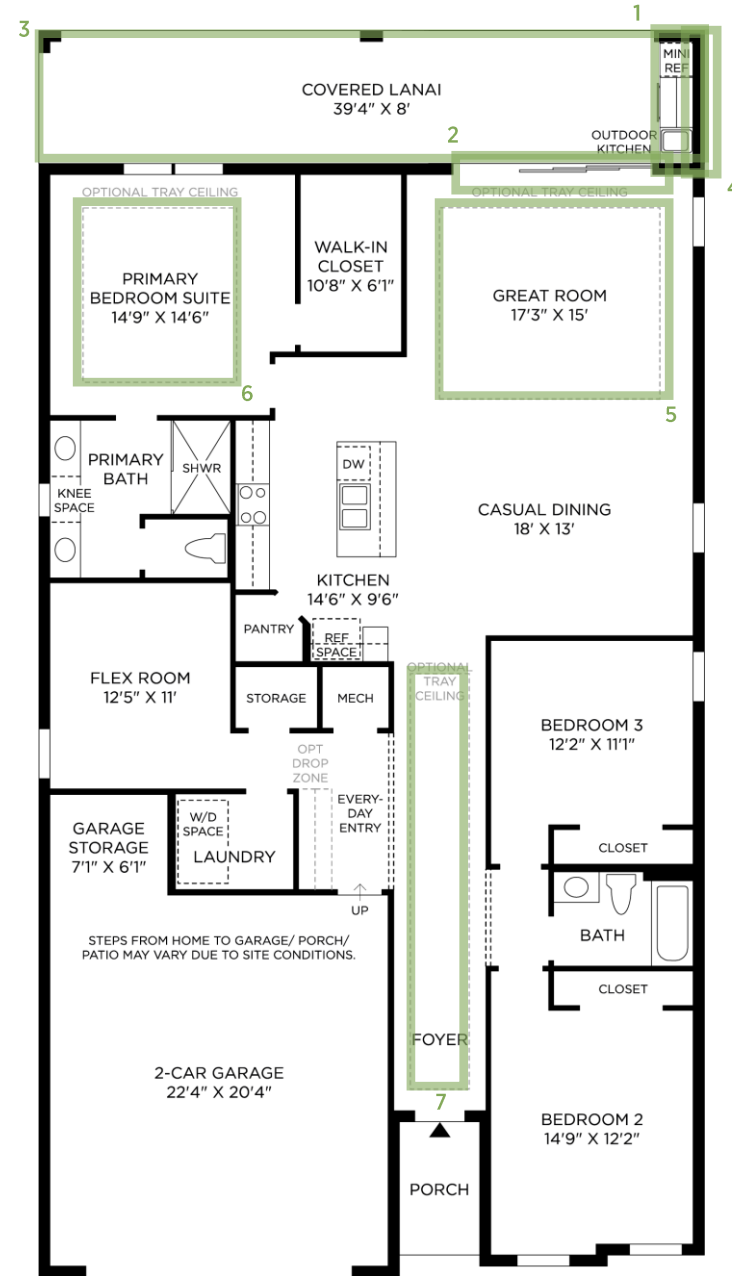 3
1
MINI
REF
COVERED LANAI
39'4" X 8'
OUTDOOR
KITCHEN
2
4
OPTIONAL TRAY CEILING
OPTIONAL TRAY CEILING
WALK-IN
CLOSET
10'8" X 6'1"
PRIMARY
BEDROOM SUITE
14'9" X 14'6"
GREAT ROOM
17'3" X 15'
6
5
PRIMARY
BATH
SHWR
KNEE
SPACE
DW
CASUAL DINING
18' X 13'
KITCHEN
14'6" X 9'6"
PANTRY
REF
SPACE
OPTIONAL
TRAY
CEILING
FLEX ROOM
12'5" X 11'
STORAGE
MECH
BEDROOM 3
12'2" X 11'1"
OPT
DROP
ZONE
EVERY-
DAY
ENTRY
W/D
SPACE
LAUNDRY
GARAGE
STORAGE
7'1" X 6'1"
CLOSET
UP
BATH
STEPS FROM HOME TO GARAGE/ PORCH/
PATIO MAY VARY DUE TO SITE CONDITIONS.
CLOSET
FOYER
2-CAR GARAGE
22'4" X 20'4"
7
BEDROOM 2
14'9" X 12'2"
PORCH